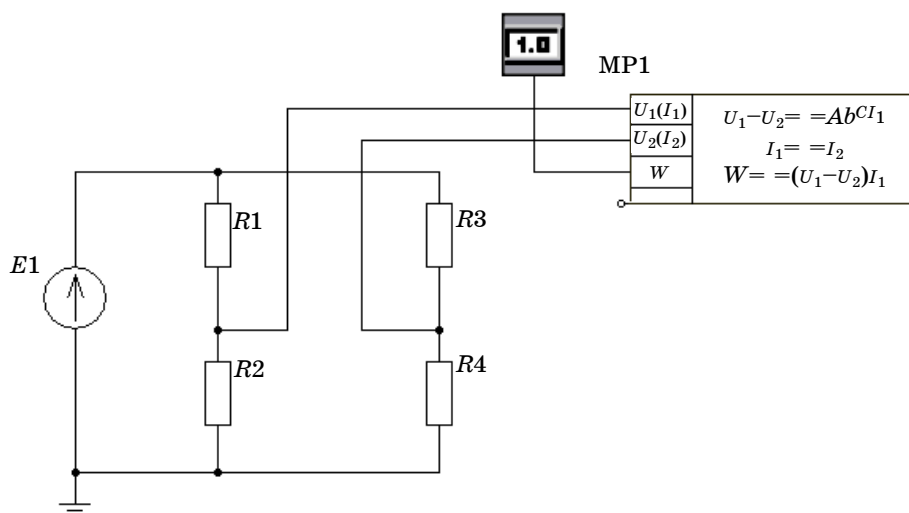 1.0
MP1
U₁(I₁)
U₂(I₂)
W
U₁−U₂= =Ab^CI₁
I₁= =I₂
W= =(U₁−U₂)I₁
R1
R3
E1
R2
R4